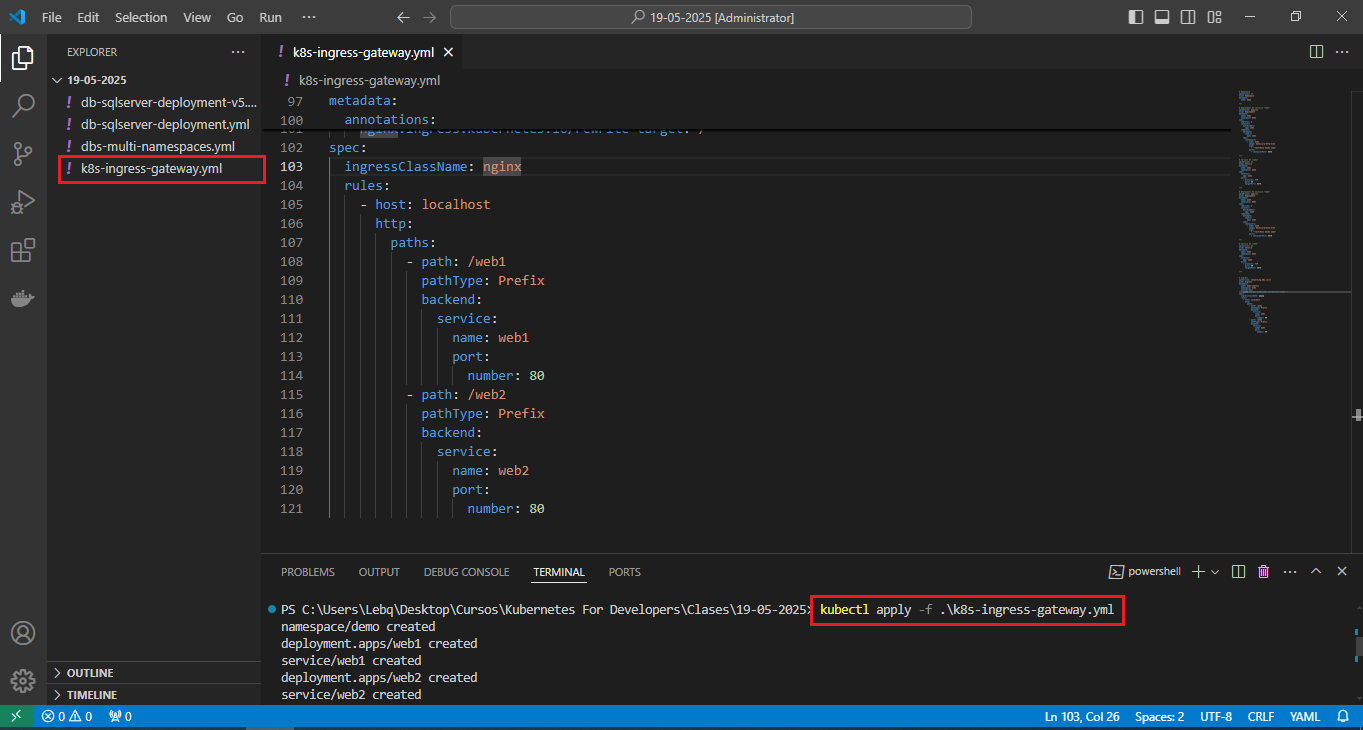 File Edit Selection View Go Run ···
19-05-2025 [Administrator]
EXPLORER
19-05-2025
! db-sqlserver-deployment-v5....
! db-sqlserver-deployment.yml
! dbs-multi-namespaces.yml
! k8s-ingress-gateway.yml
OUTLINE
TIMELINE
! k8s-ingress-gateway.yml
! k8s-ingress-gateway.yml
97 metadata:
100 annotations:
101 nginx.ingress.kubernetes.io/rewrite-target: /
102 spec:
103 ingressClassName: nginx
104 rules:
105 - host: localhost
106 http:
107 paths:
108 - path: /web1
109 pathType: Prefix
110 backend:
111 service:
112 name: web1
113 port:
114 number: 80
115 - path: /web2
116 pathType: Prefix
117 backend:
118 service:
119 name: web2
120 port:
121 number: 80
PROBLEMS OUTPUT DEBUG CONSOLE TERMINAL PORTS
powershell
PS C:\Users\Lebq\Desktop\Cursos\Kubernetes For Developers\Clases\19-05-2025> kubectl apply -f .\k8s-ingress-gateway.yml
namespace/demo created
deployment.apps/web1 created
service/web1 created
deployment.apps/web2 created
service/web2 created
0 0 0
Ln 103, Col 26 Spaces: 2 UTF-8 CRLF YAML